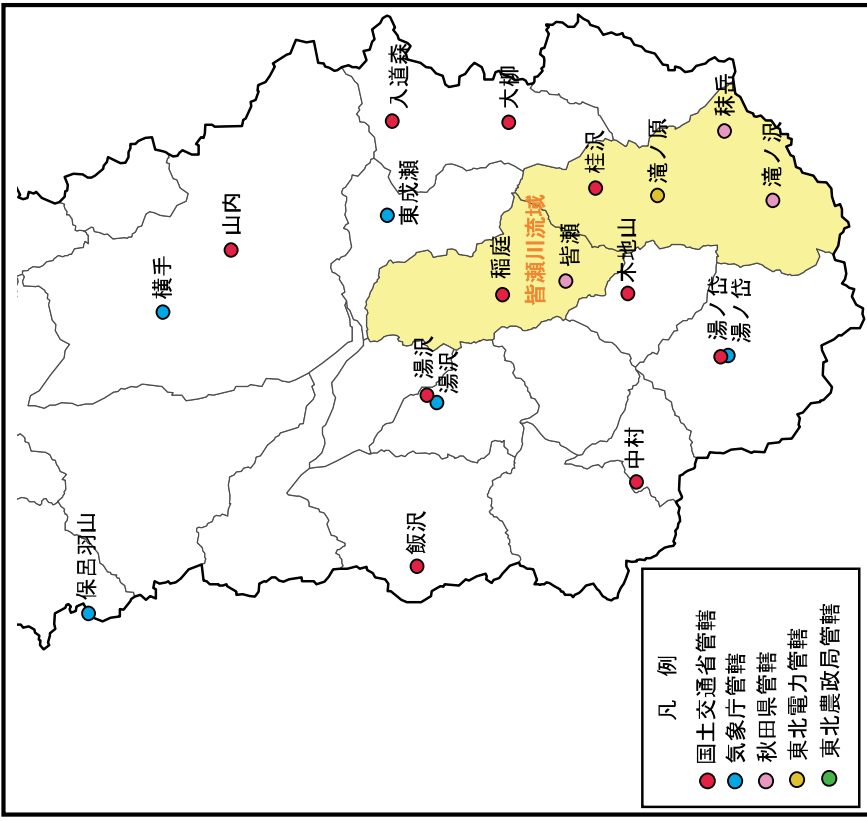 保呂羽山
横手
山内
入道森
東成瀬
飯沢
湯沢
湯沢
稲庭
大柳
皆瀬川流域
皆瀬
桂沢
木地山
中村
滝ノ原
湯ノ岱
湯ノ岱
秣岳
滝ノ沢
凡 例
国土交通省管轄
気象庁管轄
秋田県管轄
東北電力管轄
東北農政局管轄